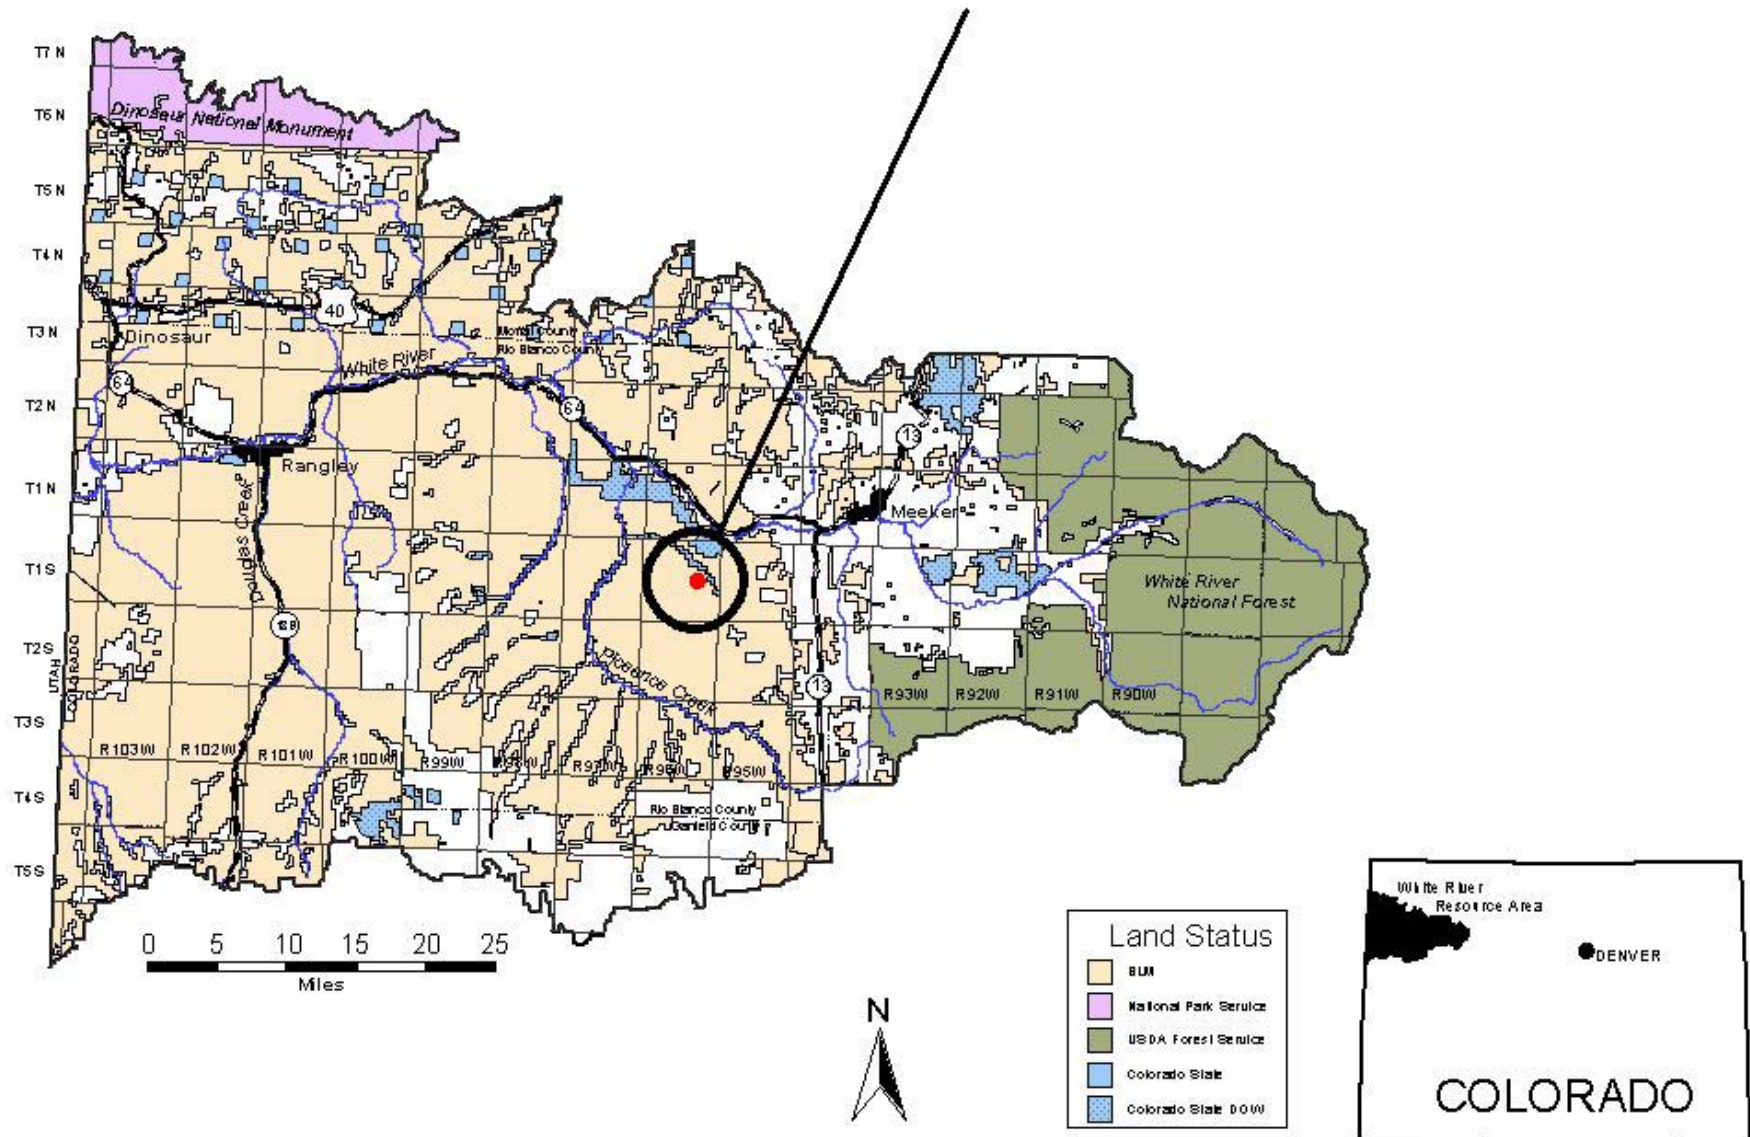 T7 N
T6 N
T5 N
T4 N
T3 N
T2 N
T1 N
T1 S
T2 S
T3 S
T4 S
T5 S
Dinosaur National Monument
40
Dinosaur
Moffat County
Rio Blanco County
White River
64
64
13
Rangley
Meeker
Douglas Creek
White River
National Forest
139
UTAH
COLORADO
Piceance Creek
13
R93W
R92W
R91W
R90W
R103W
R102W
R101W
R100W
R99W
R98W
R97W
R96W
R95W
Rio Blanco County
Garfield County
0 5 10 15 20 25
Miles
N
Land Status
BLM
National Park Service
USDA Forest Service
Colorado State
Colorado State DOW
White River
Resource Area
DENVER
COLORADO